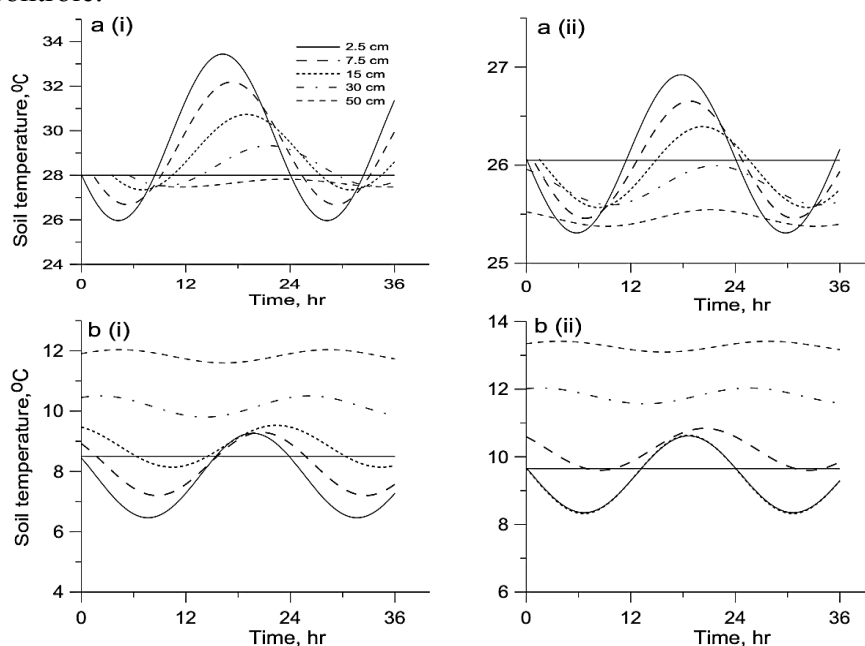 a (i)
34
32
30
28
26
24
Soil temperature, ⁰C
2.5 cm
7.5 cm
15 cm
30 cm
50 cm
0 12 24 36
Time, hr
a (ii)
27
26
25
0 12 24 36
Time, hr
b (i)
12
10
8
6
4
Soil temperature, ⁰C
0 12 24 36
Time, hr
b (ii)
14
12
10
8
6
0 12 24 36
Time, hr